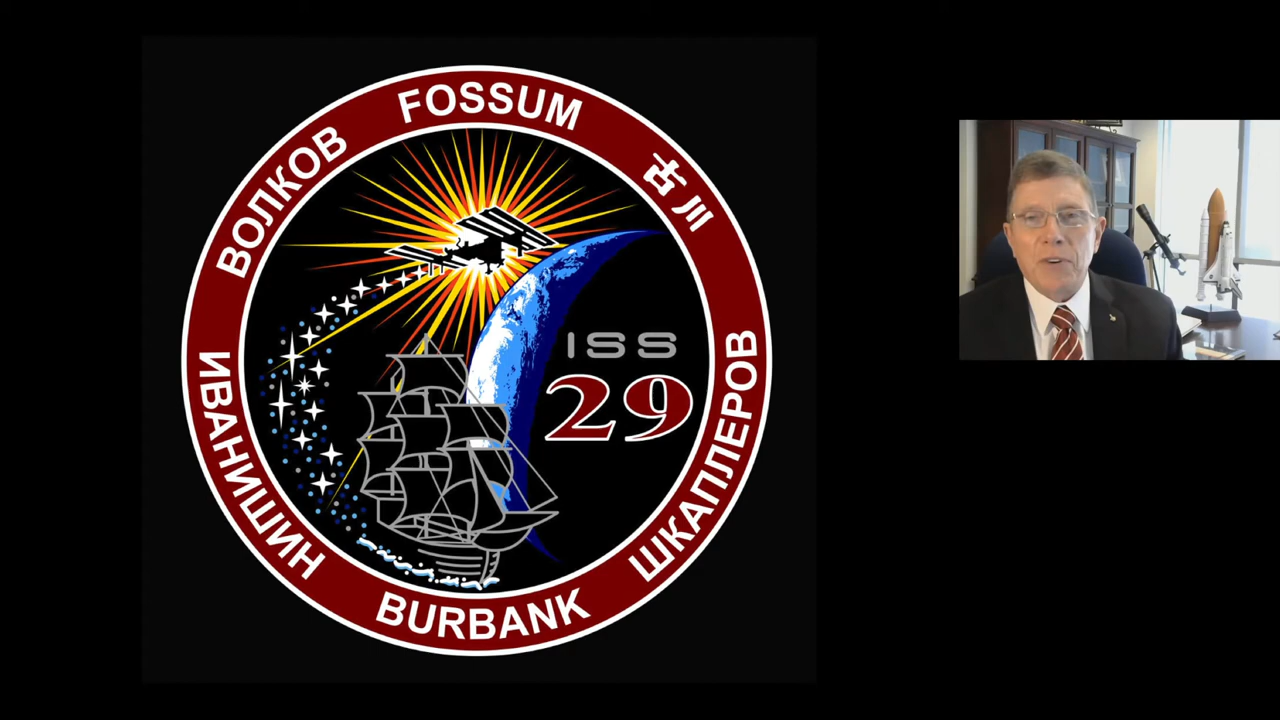 FOSSUM
古川
ШКАПЛЕРОВ
BURBANK
ИВАНИШИН
ВОЛКОВ
ISS
29